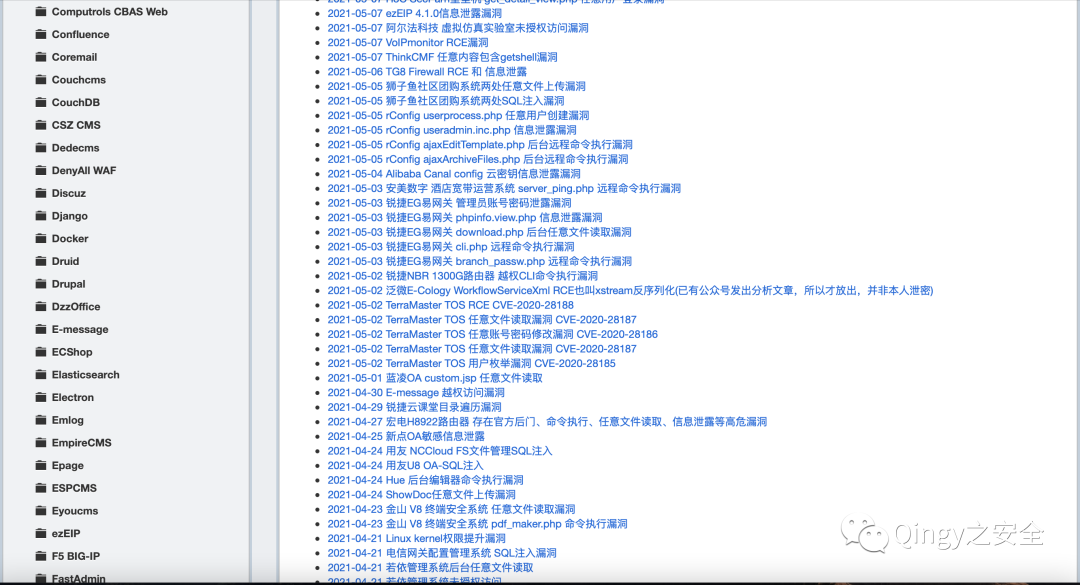 Computrols CBAS Web
Confluence
Coremail
Couchcms
CouchDB
CSZ CMS
Dedecms
DenyAll WAF
Discuz
Django
Docker
Druid
Drupal
DzzOffice
E-message
ECShop
Elasticsearch
Electron
Emlog
EmpireCMS
Epage
ESPCMS
Eyoucms
ezEIP
F5 BIG-IP
FastAdmin
2021-05-07 ezEIP 4.1.0信息泄露漏洞
2021-05-07 阿尔法科技 虚拟仿真实验室未授权访问漏洞
2021-05-07 VoIPmonitor RCE漏洞
2021-05-07 ThinkCMF 任意内容包含getshell漏洞
2021-05-06 TG8 Firewall RCE 和 信息泄露
2021-05-05 狮子鱼社区团购系统两处任意文件上传漏洞
2021-05-05 狮子鱼社区团购系统两处SQL注入漏洞
2021-05-05 rConfig userprocess.php 任意用户创建漏洞
2021-05-05 rConfig useradmin.inc.php 信息泄露漏洞
2021-05-05 rConfig ajaxEditTemplate.php 后台远程命令执行漏洞
2021-05-05 rConfig ajaxArchiveFiles.php 后台远程命令执行漏洞
2021-05-04 Alibaba Canal config 云密钥信息泄露漏洞
2021-05-03 安美数字 酒店宽带运营系统 server_ping.php 远程命令执行漏洞
2021-05-03 锐捷EG易网关 管理员账号密码泄露漏洞
2021-05-03 锐捷EG易网关 phpinfo.view.php 信息泄露漏洞
2021-05-03 锐捷EG易网关 download.php 后台任意文件读取漏洞
2021-05-03 锐捷EG易网关 cli.php 远程命令执行漏洞
2021-05-03 锐捷EG易网关 branch_passw.php 远程命令执行漏洞
2021-05-02 锐捷NBR 1300G路由器 越权CLI命令执行漏洞
2021-05-02 泛微E-Cology WorkflowServiceXml RCE也叫xstream反序列化(已有公众号发出分析文章，所以才放出，并非本人泄密)
2021-05-02 TerraMaster TOS RCE CVE-2020-28188
2021-05-02 TerraMaster TOS 任意文件读取漏洞 CVE-2020-28187
2021-05-02 TerraMaster TOS 任意账号密码修改漏洞 CVE-2020-28186
2021-05-02 TerraMaster TOS 任意文件读取漏洞 CVE-2020-28187
2021-05-02 TerraMaster TOS 用户枚举漏洞 CVE-2020-28185
2021-05-01 蓝凌OA custom.jsp 任意文件读取
2021-04-30 E-message 越权访问漏洞
2021-04-29 锐捷云课堂目录遍历漏洞
2021-04-27 宏电H8922路由器 存在官方后门、命令执行、任意文件读取、信息泄露等高危漏洞
2021-04-25 新点OA敏感信息泄露
2021-04-24 用友 NCCloud FS文件管理SQL注入
2021-04-24 用友U8 OA-SQL注入
2021-04-24 Hue 后台编辑器命令执行漏洞
2021-04-24 ShowDoc任意文件上传漏洞
2021-04-23 金山 V8 终端安全系统 任意文件读取漏洞
2021-04-23 金山 V8 终端安全系统 pdf_maker.php 命令执行漏洞
2021-04-21 Linux kernel权限提升漏洞
2021-04-21 电信网关配置管理系统 SQL注入漏洞
2021-04-21 若依管理系统后台任意文件读取
2021-04-21 若依管理系统未授权访问
Qingy之安全